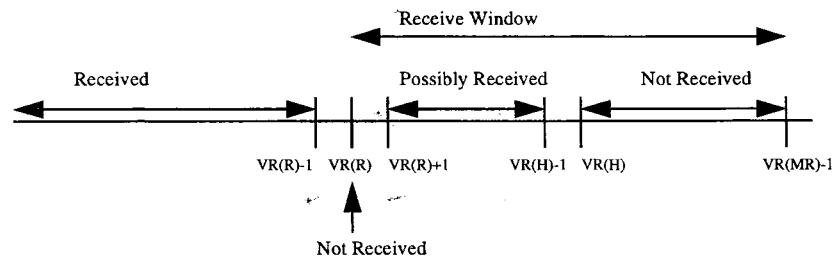 Receive Window
Received
Possibly Received
Not Received
VR(R)-1
VR(R)
VR(R)+1
VR(H)-1
VR(H)
VR(MR)-1
Not Received